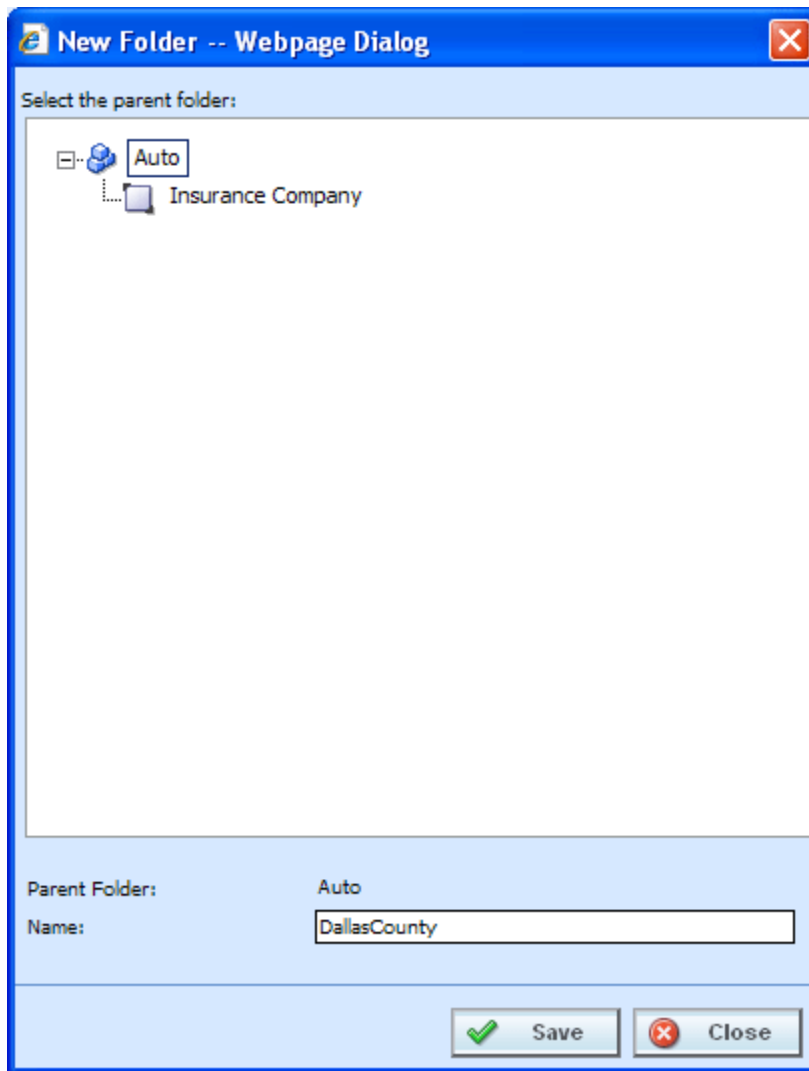 New Folder -- Webpage Dialog
Select the parent folder:
Auto
Insurance Company
Parent Folder: Auto
Name: DallasCounty
Save Close